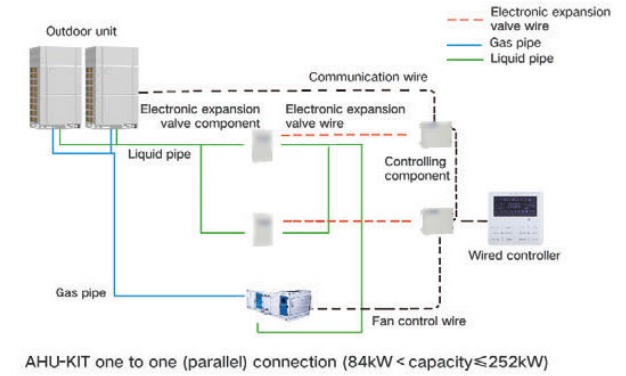 Electronic expansion
valve wire
Gas pipe
Liquid pipe
Outdoor unit
Communication wire
Electronic expansion
valve component
Electronic expansion
valve wire
Liquid pipe
Controlling
component
Wired controller
Gas pipe
Fan control wire
AHU-KIT one to one (parallel) connection (84kW < capacity≤252kW)